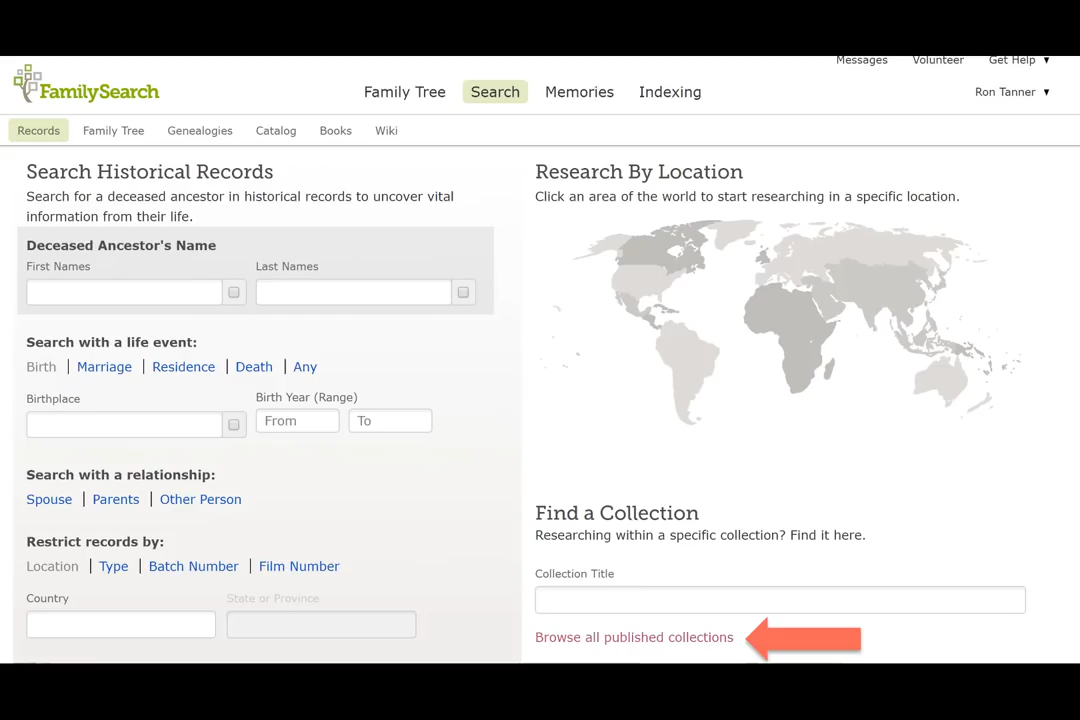 Messages Volunteer Get Help ▼
FamilySearch
Family Tree Search Memories Indexing
Ron Tanner ▼
Records Family Tree Genealogies Catalog Books Wiki
Search Historical Records
Search for a deceased ancestor in historical records to uncover vital
information from their life.
Deceased Ancestor's Name
First Names Last Names
Search with a life event:
Birth | Marriage | Residence | Death | Any
Birthplace Birth Year (Range)
From To
Search with a relationship:
Spouse | Parents | Other Person
Restrict records by:
Location | Type | Batch Number | Film Number
Country State or Province
Research By Location
Click an area of the world to start researching in a specific location.
Find a Collection
Researching within a specific collection? Find it here.
Collection Title
Browse all published collections